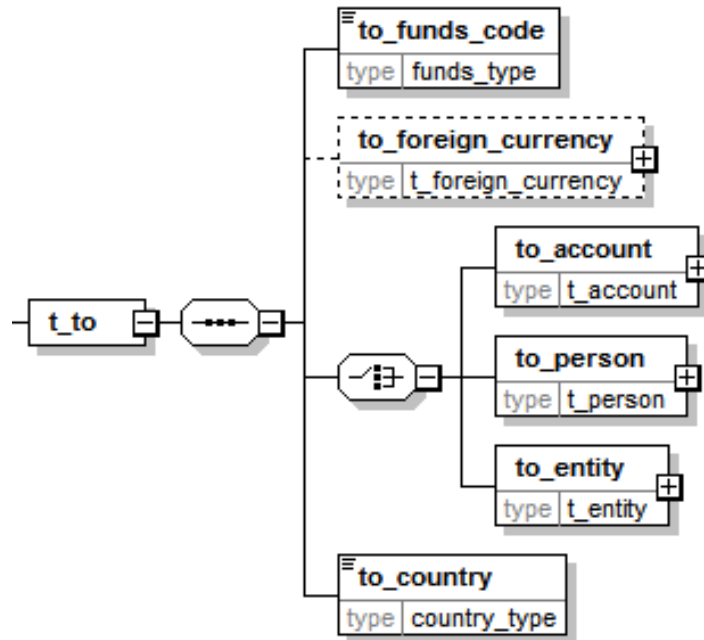 to_funds_code
type funds_type
to_foreign_currency
type t_foreign_currency
to_account
type t_account
t_to
to_person
type t_person
to_entity
type t_entity
to_country
type country_type